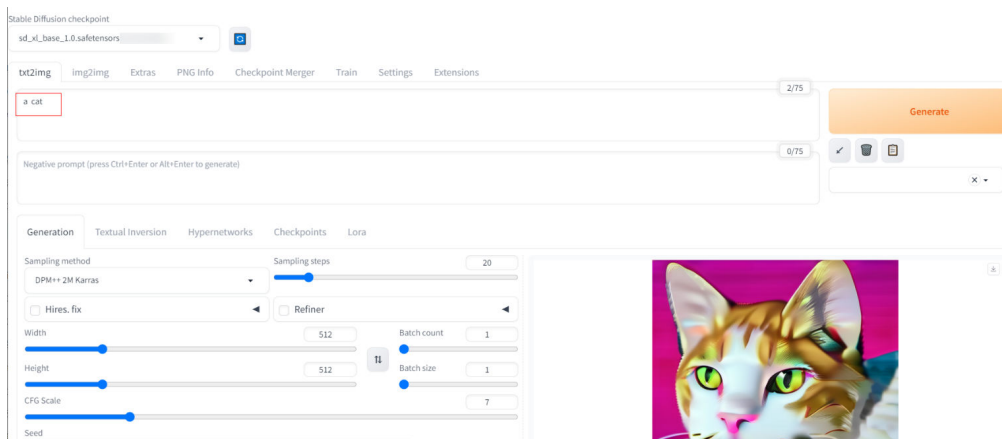 Stable Diffusion checkpoint
sd_xl_base_1.0.safetensors
txt2img img2img Extras PNG Info Checkpoint Merger Train Settings Extensions
2/75
a cat
Generate
0/75
Negative prompt (press Ctrl+Enter or Alt+Enter to generate)
Generation Textual Inversion Hypernetworks Checkpoints Lora
Sampling method Sampling steps 20
DPM++ 2M Karras
Hires. fix Refiner
Width 512 Batch count 1
Height 512 Batch size 1
CFG Scale 7
Seed